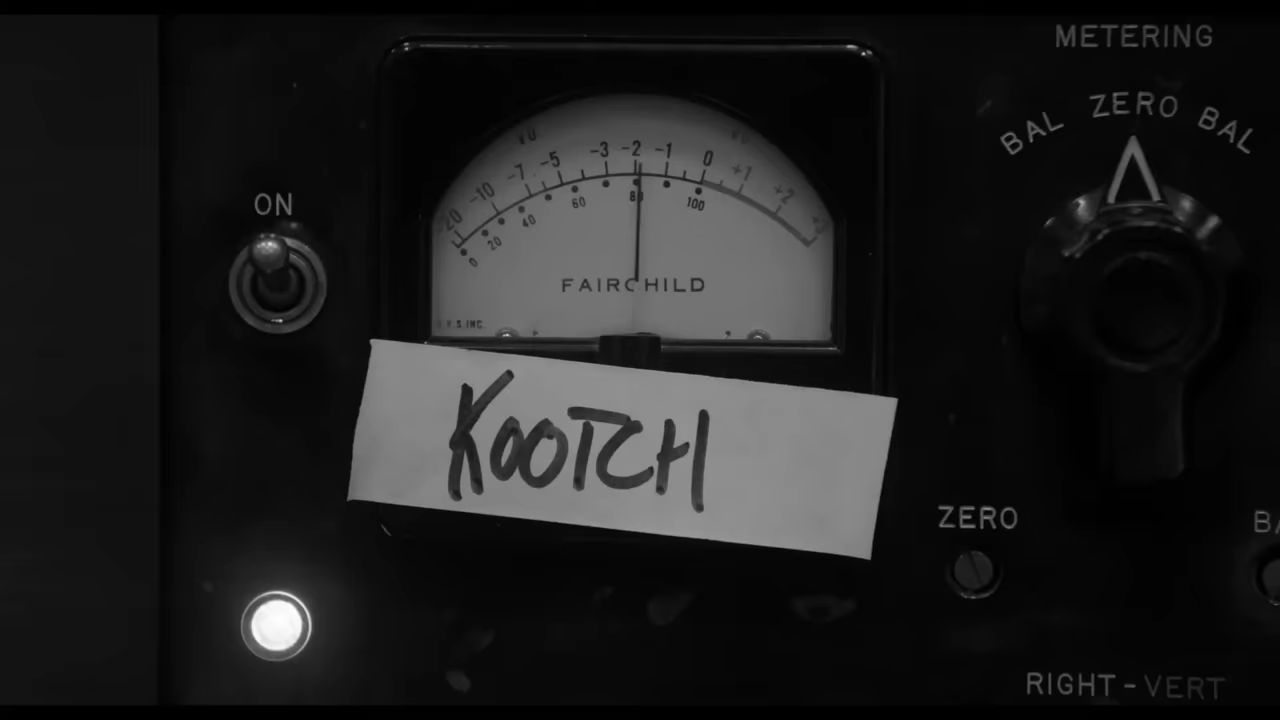 METERING
BAL ZERO BAL
ON
VU VU
-20 -10 -7 -5 -3 -2 -1 0 +1 +2 +3
0 20 40 60 80 100
FAIRCHILD
KOOTCH
ZERO
RIGHT-VERT